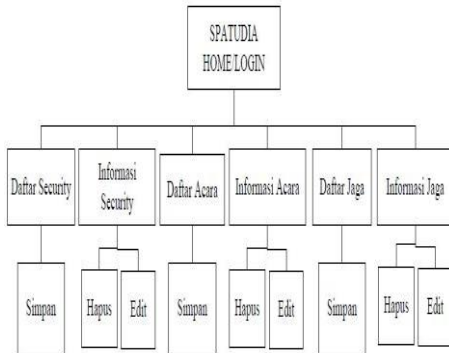 SPATUDIA
HOME/LOGIN
Daftar Security
Informasi
Security
Daftar Acara
Informasi Acara
Daftar Jaga
Informasi Jaga
Simpan
Hapus
Edit
Simpan
Hapus
Edit
Simpan
Hapus
Edit